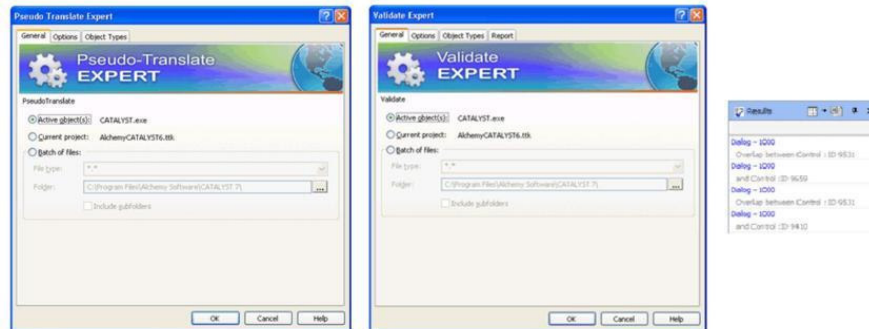 Pseudo Translate Expert
General Options Object Types
Pseudo-Translate
EXPERT
PseudoTranslate
Active object(s): CATALYST.exe
Current project: AlchemyCATALYST6.ttk
Batch of files:
File type: *.*
Folder: C:\Program Files\Alchemy Software\CATALYST 7\
...
Include subfolders
OK Cancel Help
Validate Expert
General Options Object Types Report
Validate
EXPERT
Validate
Active object(s): CATALYST.exe
Current project: AlchemyCATALYST6.ttk
Batch of files:
File type: *.*
Folder: C:\Program Files\Alchemy Software\CATALYST 7\
...
Include subfolders
OK Cancel Help
Results
Dialog - 1000
Overlap between Control : ID 9531
Dialog - 1000
and Control : ID 9659
Dialog - 1000
Overlap between Control : ID 9531
Dialog - 1000
and Control : ID 9410